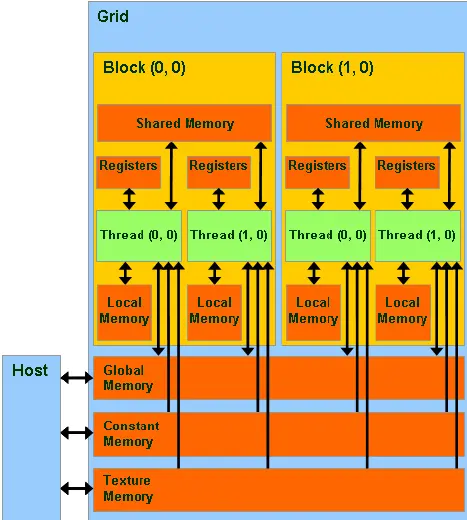 Grid
Block (0, 0)
Block (1, 0)
Shared Memory
Shared Memory
Registers
Registers
Registers
Registers
Thread (0, 0)
Thread (1, 0)
Thread (0, 0)
Thread (1, 0)
Local
Memory
Local
Memory
Local
Memory
Local
Memory
Host
Global
Memory
Constant
Memory
Texture
Memory